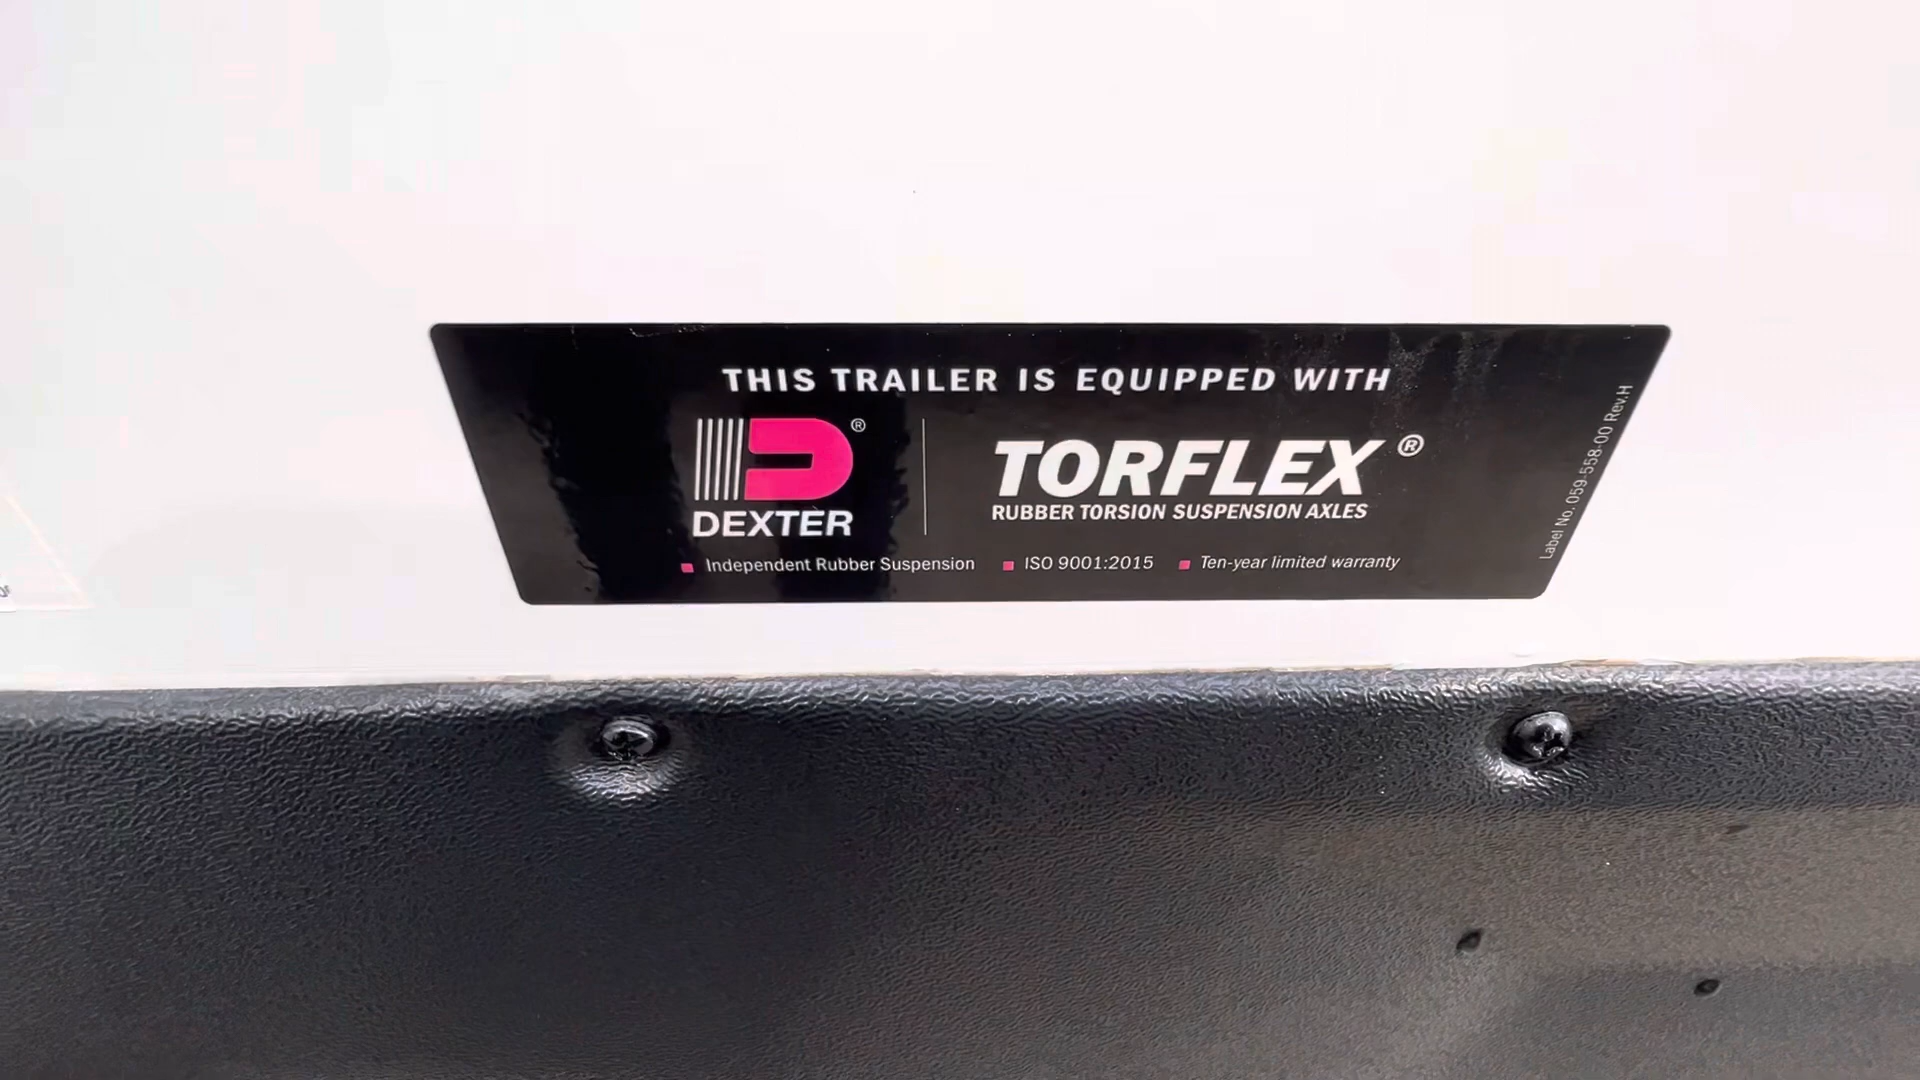 THIS TRAILER IS EQUIPPED WITH
DEXTER®
TORFLEX®
RUBBER TORSION SUSPENSION AXLES
Independent Rubber Suspension
ISO 9001:2015
Ten-year limited warranty
Label No. 059-558-00 Rev.H